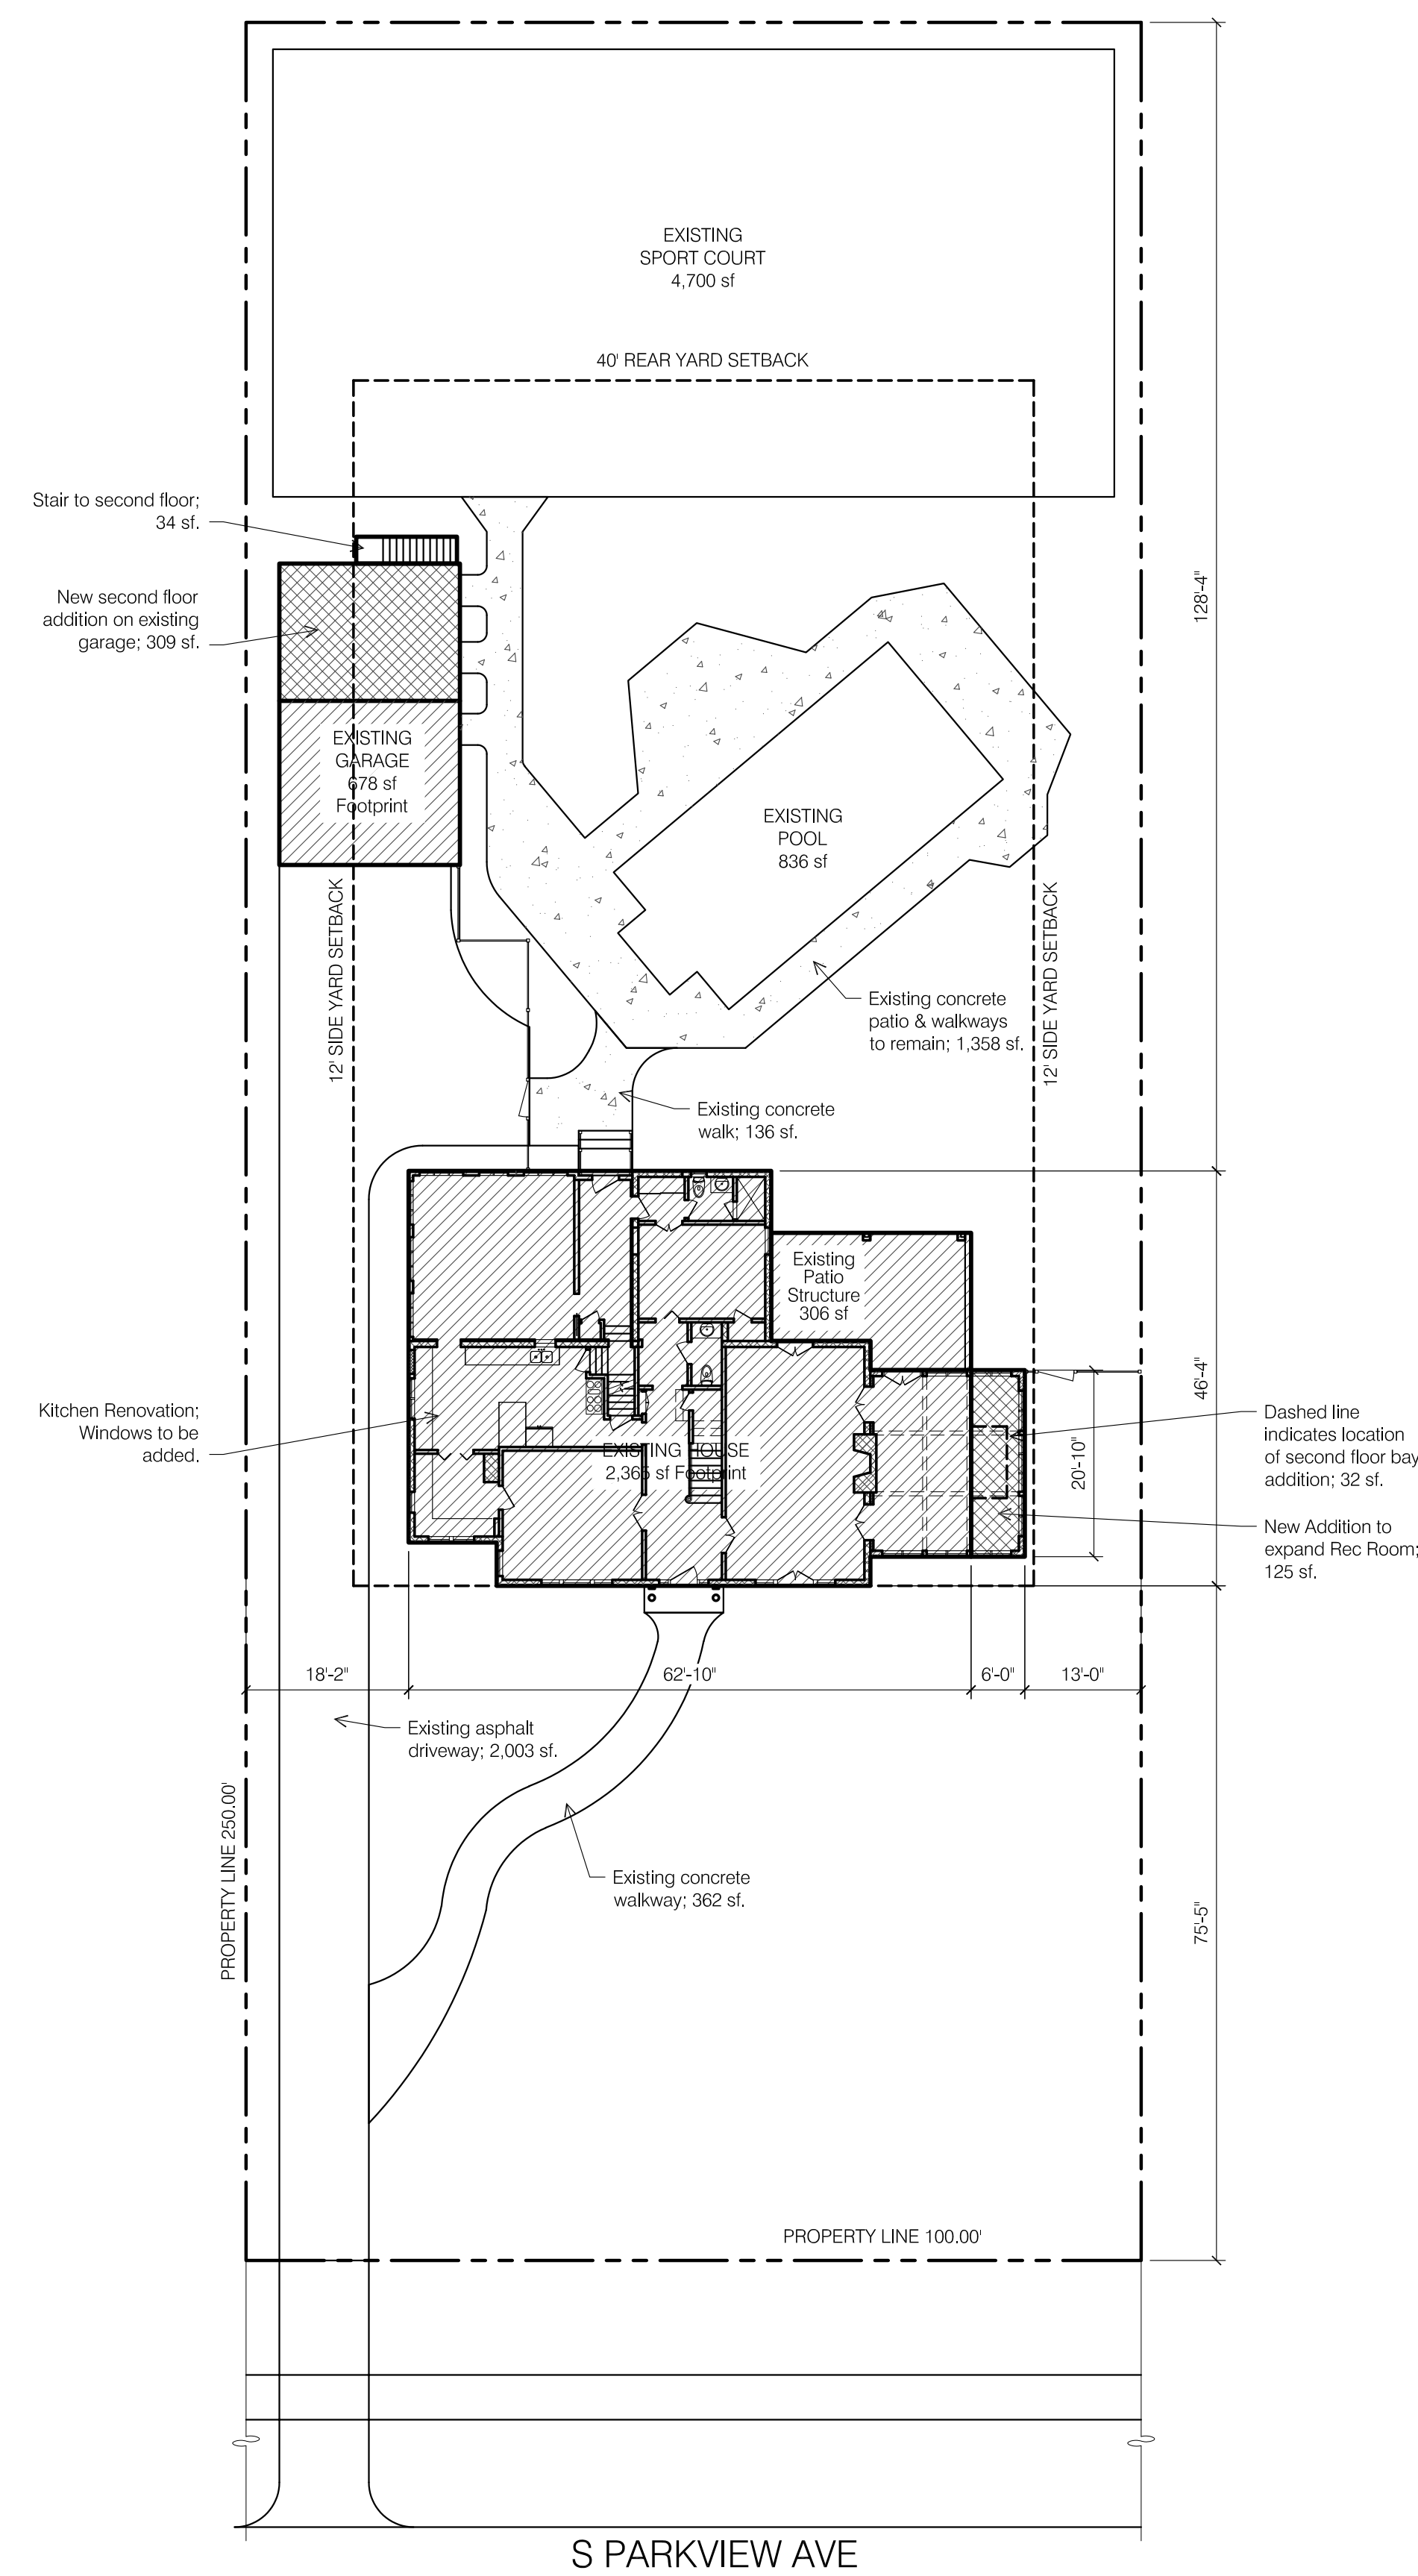 EXISTING
SPORT COURT
4,700 sf
40' REAR YARD SETBACK
Stair to second floor;
34 sf.
New second floor
addition on existing
garage; 309 sf.
128'-4"
EXISTING
GARAGE
678 sf
Footprint
EXISTING
POOL
836 sf
12' SIDE YARD SETBACK
12' SIDE YARD SETBACK
Existing concrete
patio & walkways
to remain; 1,358 sf.
Existing concrete
walk; 136 sf.
Existing
Patio
Structure
306 sf
46'-4"
Kitchen Renovation;
Windows to be
added.
EXISTING HOUSE
2,365 sf Footprint
20'-10"
Dashed line
indicates location
of second floor bay
addition; 32 sf.
New Addition to
expand Rec Room;
125 sf.
18'-2"
62'-10"
6'-0"
13'-0"
Existing asphalt
driveway; 2,003 sf.
PROPERTY LINE 250.00'
Existing concrete
walkway; 362 sf.
75'-5"
PROPERTY LINE 100.00'
S PARKVIEW AVE